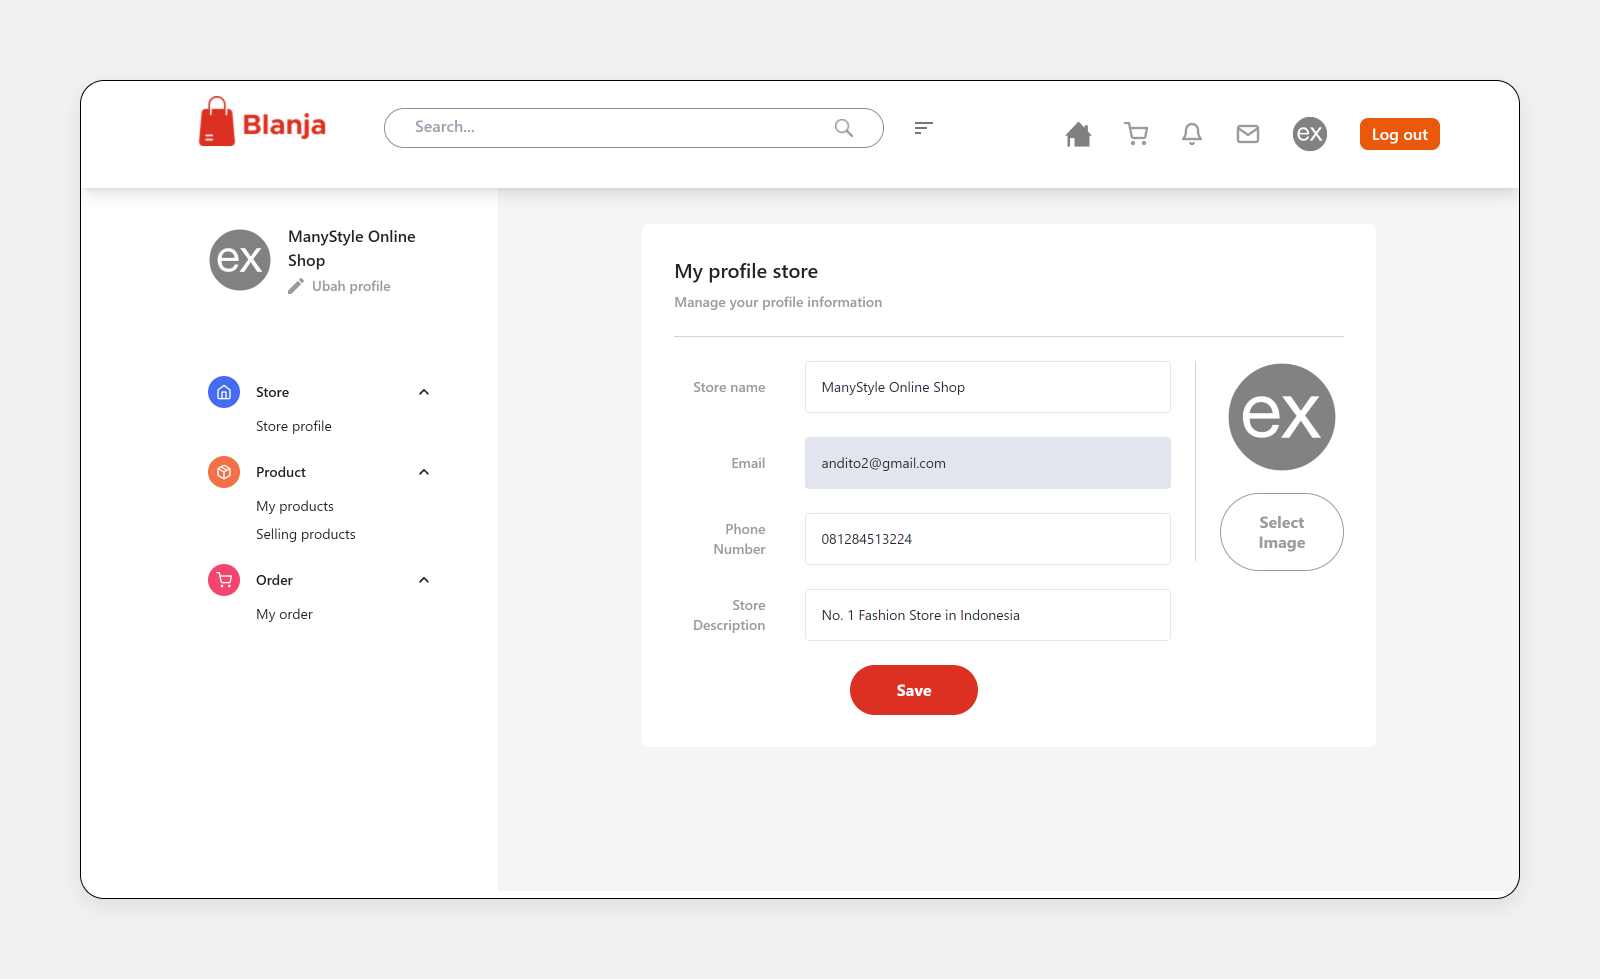 Blanja
Search...
ex
Log out
ex
ManyStyle Online
Shop
Ubah profile
Store
Store profile
Product
My products
Selling products
Order
My order
My profile store
Manage your profile information
Store name
ManyStyle Online Shop
Email
andito2@gmail.com
Phone
Number
081284513224
Store
Description
No. 1 Fashion Store in Indonesia
Save
ex
Select
Image